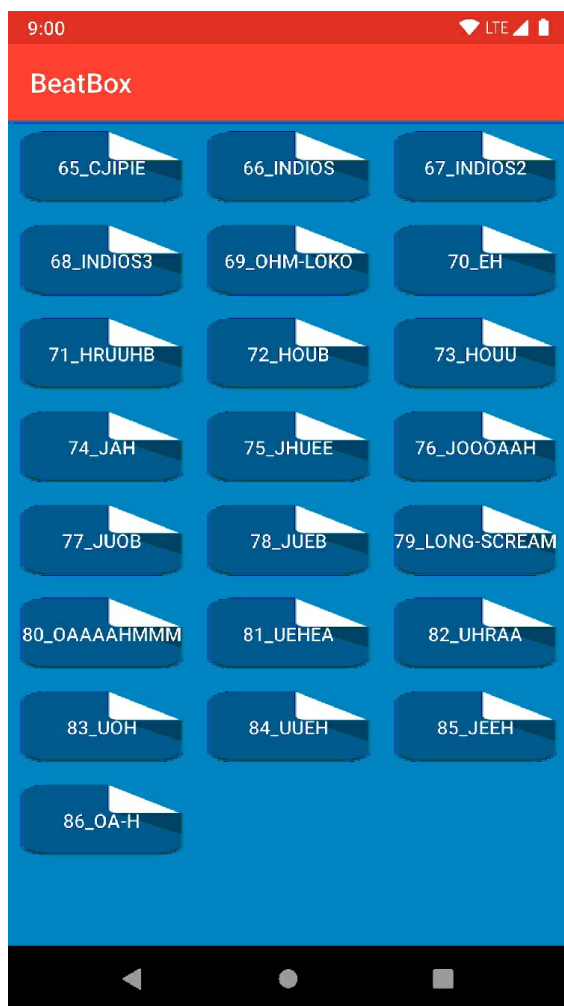 9:00 LTE
BeatBox
65_CJIPIE 66_INDIOS 67_INDIOS2
68_INDIOS3 69_OHM-LOKO 70_EH
71_HRUUHB 72_HOUB 73_HOUU
74_JAH 75_JHUEE 76_JOOOAAH
77_JUOB 78_JUEB 79_LONG-SCREAM
80_OAAAAHMMM 81_UEHEA 82_UHRAA
83_UOH 84_UUEH 85_JEEH
86_OA-H